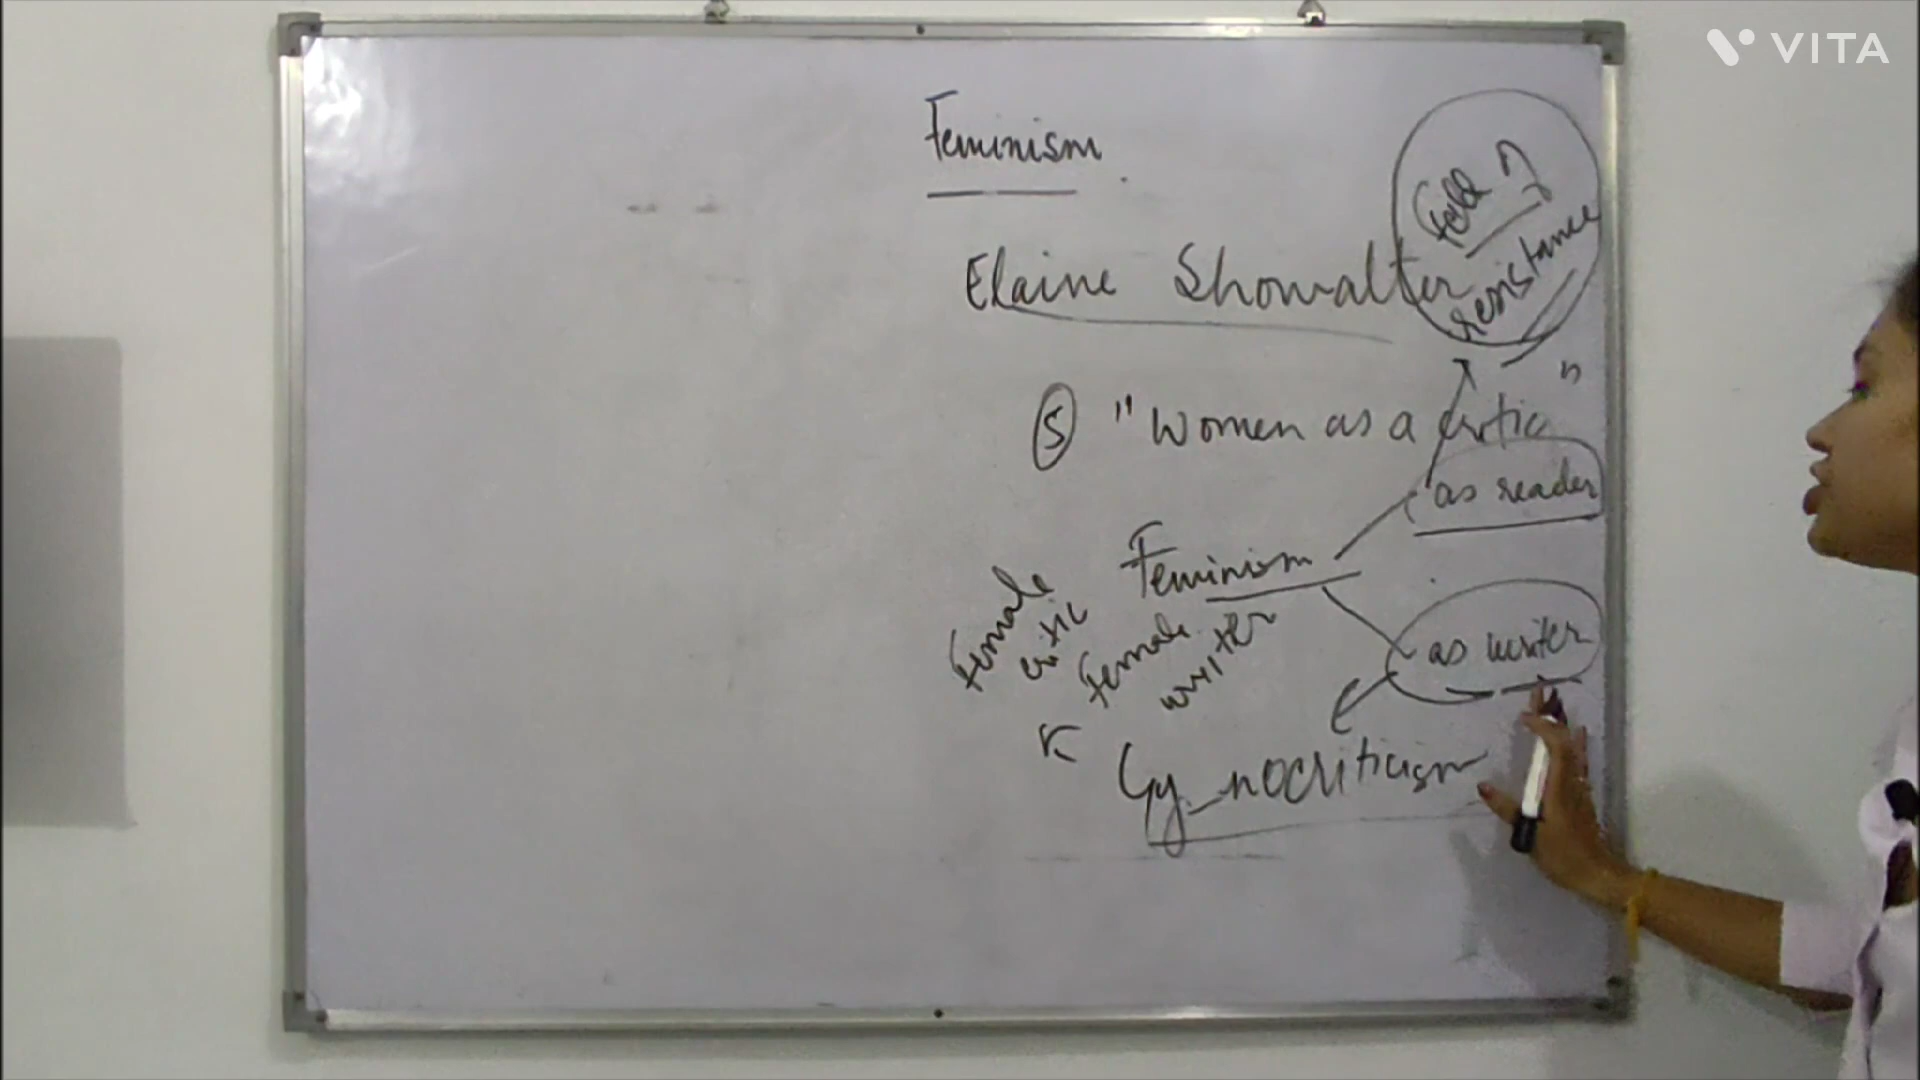 VITA
Feminism
Field of
resistance
Elaine Showalter
5 "Women as a critic"
as reader
Feminism
as writer
Female
critic
Female
writer
Gynocriticism